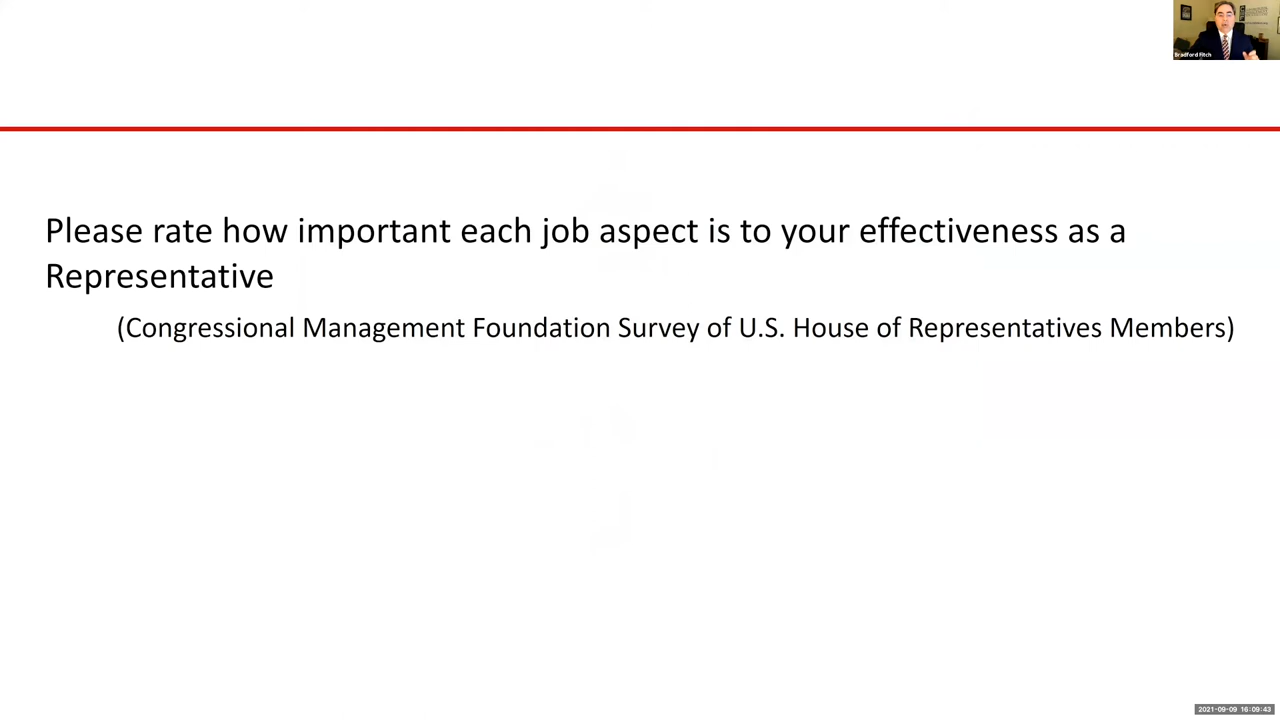 Bradford Fitch
Please rate how important each job aspect is to your effectiveness as a
Representative
(Congressional Management Foundation Survey of U.S. House of Representatives Members)
2021-09-09 16:09:43